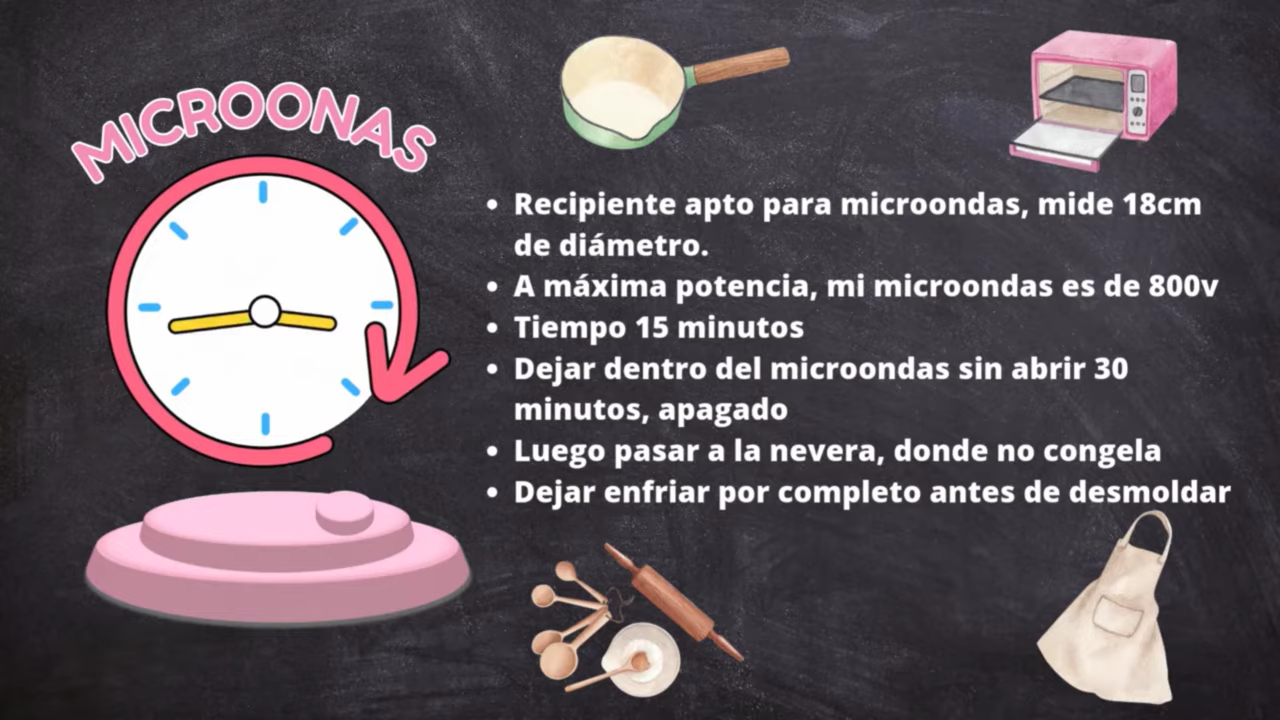 MICROONAS
• Recipiente apto para microondas, mide 18cm
de diámetro.
• A máxima potencia, mi microondas es de 800v
• Tiempo 15 minutos
• Dejar dentro del microondas sin abrir 30
minutos, apagado
• Luego pasar a la nevera, donde no congela
• Dejar enfriar por completo antes de desmoldar